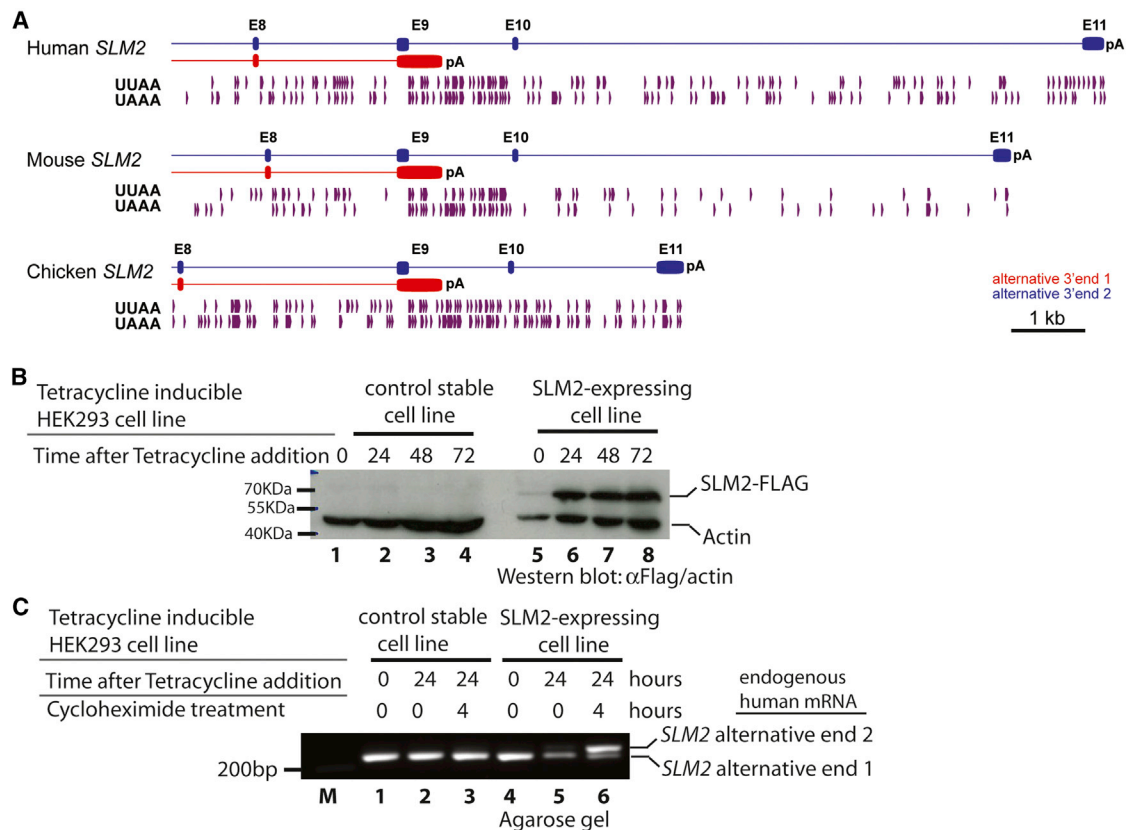 A
E8 E9 E10 E11
Human SLM2 pA
pA
UUAA
UAAA
E8 E9 E10 E11
Mouse SLM2 pA
pA
UUAA
UAAA
E8 E9 E10 E11
Chicken SLM2 pA
pA
UUAA
UAAA
alternative 3'end 1
alternative 3'end 2
1 kb
B
Tetracycline inducible
HEK293 cell line
control stable
cell line
SLM2-expressing
cell line
Time after Tetracycline addition 0 24 48 72 0 24 48 72
70KDa
55KDa
40KDa
SLM2-FLAG
Actin
1 2 3 4 5 6 7 8
Western blot: αFlag/actin
C
Tetracycline inducible
HEK293 cell line
control stable
cell line
SLM2-expressing
cell line
Time after Tetracycline addition 0 24 24 0 24 24 hours
Cycloheximide treatment 0 0 4 0 0 4 hours
endogenous
human mRNA
SLM2 alternative end 2
SLM2 alternative end 1
200bp
M 1 2 3 4 5 6
Agarose gel